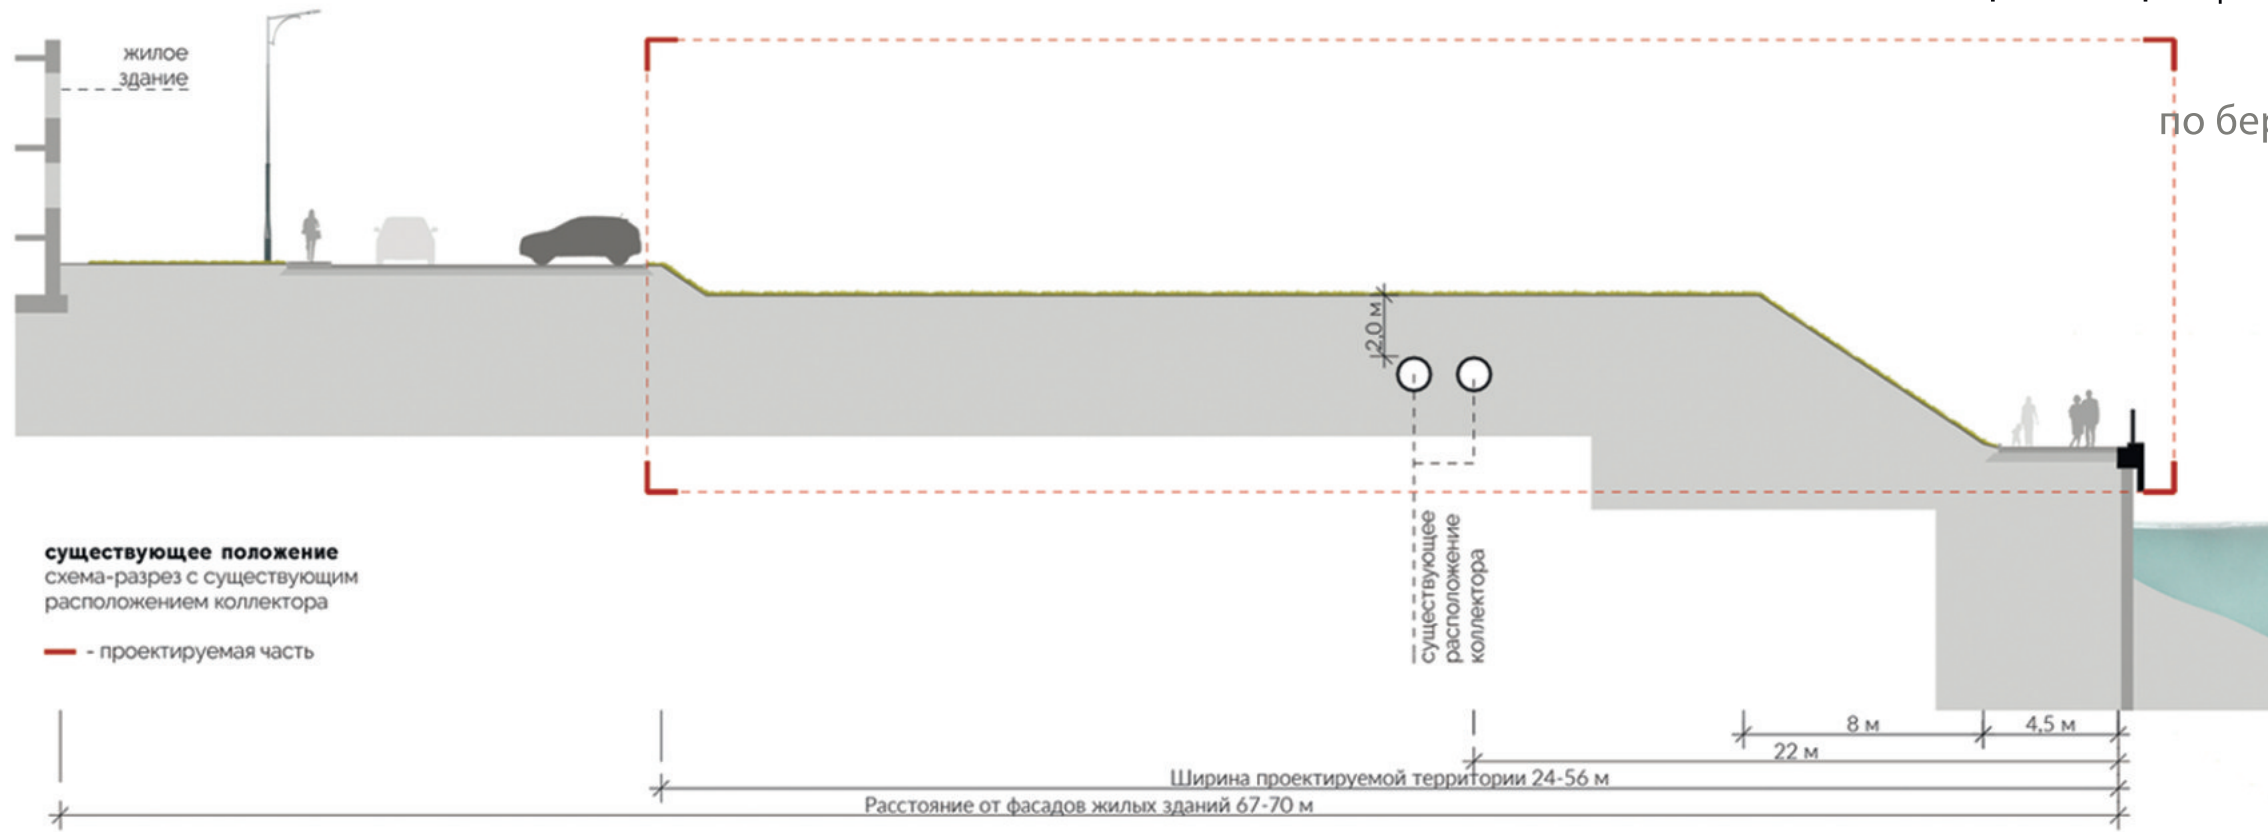 жилое
здание
по бер
2,0 м
существующее
расположение
коллектора
существующее положение
схема-разрез с существующим
расположением коллектора
- проектируемая часть
8 м
4,5 м
22 м
Ширина проектируемой территории 24-56 м
Расстояние от фасадов жилых зданий 67-70 м